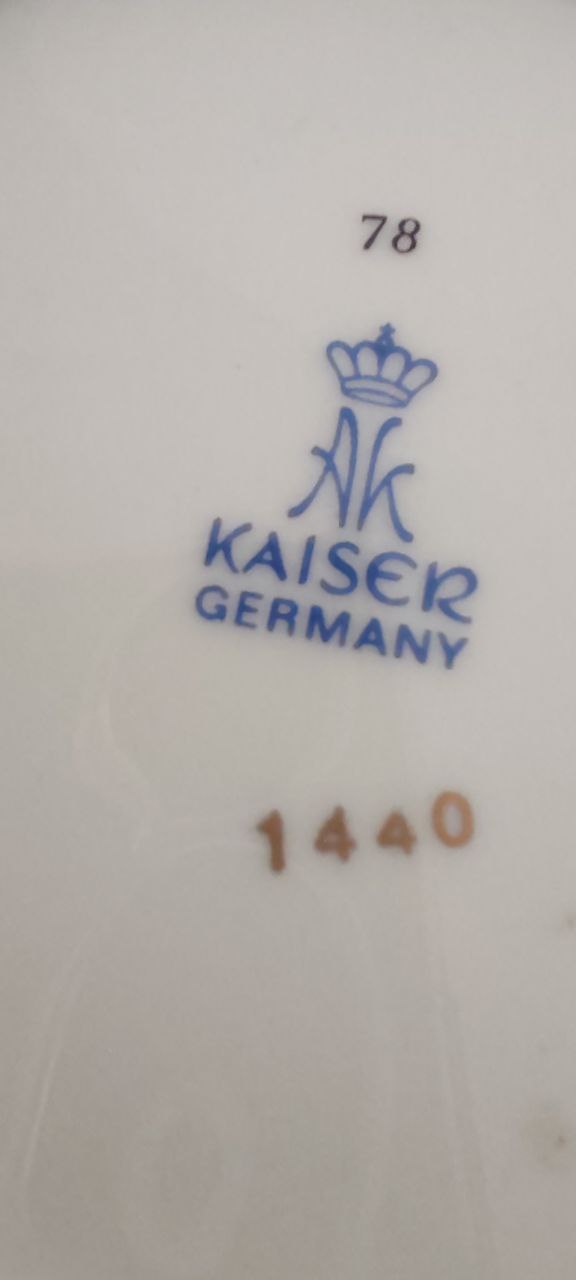 78
AK
KAISER
GERMANY
1440